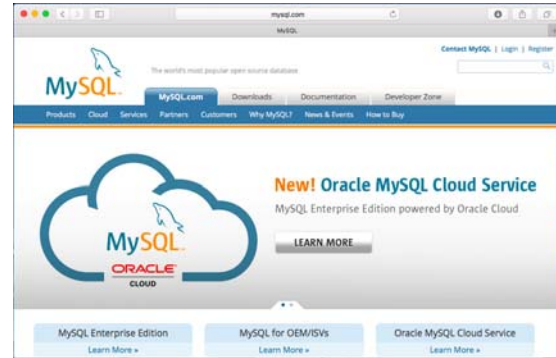 mysql.com
MySQL
Contact MySQL | Login | Register
MySQL™
The world's most popular open source database
MySQL.com
Downloads
Documentation
Developer Zone
Products Cloud Services Partners Customers Why MySQL? News & Events How to Buy
New! Oracle MySQL Cloud Service
MySQL Enterprise Edition powered by Oracle Cloud
LEARN MORE
MySQL™
ORACLE
CLOUD
MySQL Enterprise Edition
Learn More »
MySQL for OEM/ISVs
Learn More »
Oracle MySQL Cloud Service
Learn More »